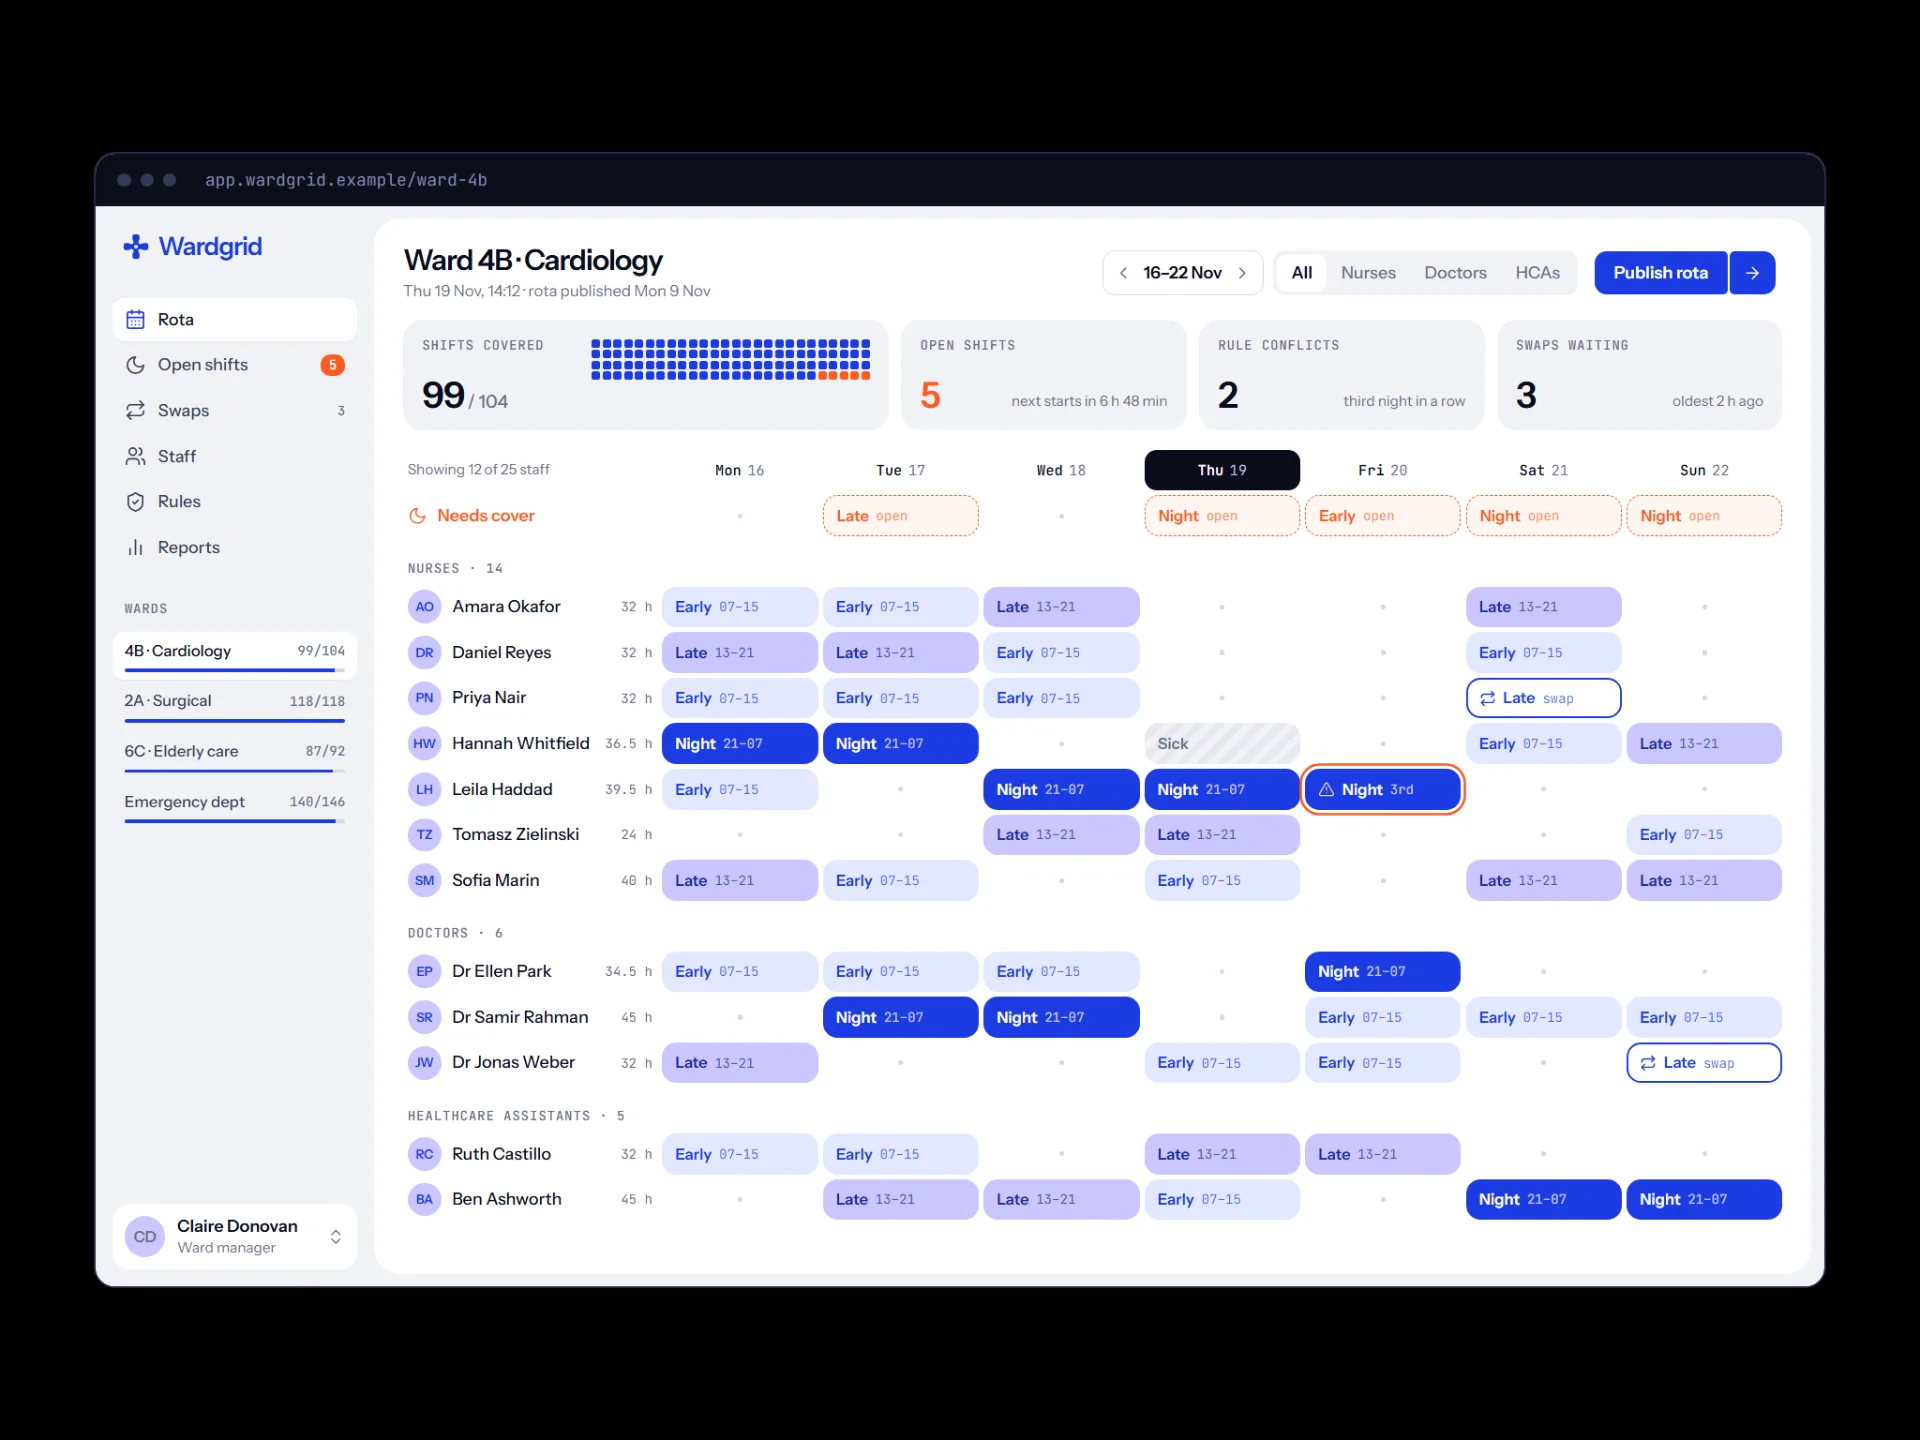 app.wardgrid.example/ward-4b
Wardgrid
Rota
Open shifts 5
Swaps 3
Staff
Rules
Reports
WARDS
4B · Cardiology 99/104
2A · Surgical 118/118
6C · Elderly care 87/92
Emergency dept 140/146
CD Claire Donovan
Ward manager
Ward 4B · Cardiology
Thu 19 Nov, 14:12 · rota published Mon 9 Nov
16–22 Nov
All Nurses Doctors HCAs
Publish rota
SHIFTS COVERED
99 / 104
OPEN SHIFTS
5 next starts in 6 h 48 min
RULE CONFLICTS
2 third night in a row
SWAPS WAITING
3 oldest 2 h ago
Showing 12 of 25 staff Mon 16 Tue 17 Wed 18 Thu 19 Fri 20 Sat 21 Sun 22
Needs cover Late open Night open Early open Night open Night open
NURSES · 14
AO Amara Okafor 32 h Early 07–15 Early 07–15 Late 13–21 Late 13–21
DR Daniel Reyes 32 h Late 13–21 Late 13–21 Early 07–15 Early 07–15
PN Priya Nair 32 h Early 07–15 Early 07–15 Early 07–15 Late swap
HW Hannah Whitfield 36.5 h Night 21–07 Night 21–07 Sick Early 07–15 Late 13–21
LH Leila Haddad 39.5 h Early 07–15 Night 21–07 Night 21–07 Night 3rd
TZ Tomasz Zielinski 24 h Late 13–21 Late 13–21 Early 07–15
SM Sofia Marin 40 h Late 13–21 Early 07–15 Early 07–15 Late 13–21 Late 13–21
DOCTORS · 6
EP Dr Ellen Park 34.5 h Early 07–15 Early 07–15 Early 07–15 Night 21–07
SR Dr Samir Rahman 45 h Night 21–07 Night 21–07 Early 07–15 Early 07–15 Early 07–15
JW Dr Jonas Weber 32 h Late 13–21 Early 07–15 Early 07–15 Late swap
HEALTHCARE ASSISTANTS · 5
RC Ruth Castillo 32 h Early 07–15 Early 07–15 Late 13–21 Late 13–21
BA Ben Ashworth 45 h Late 13–21 Late 13–21 Early 07–15 Night 21–07 Night 21–07